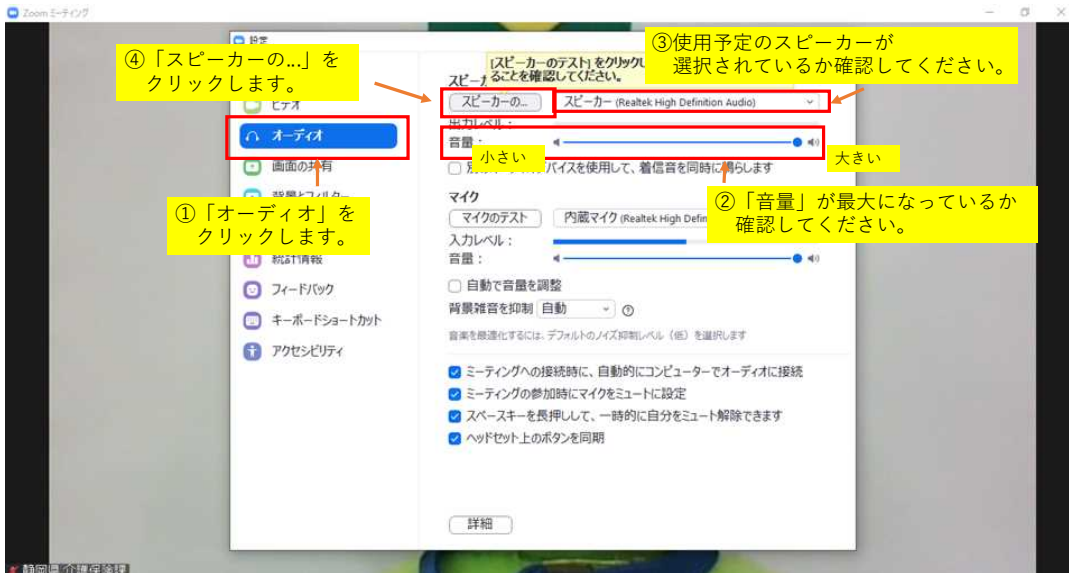 Zoom ミーティング
設定
④「スピーカーの...」を
クリックします。
[スピーカーのテスト] をクリックし
ることを確認してください。
③使用予定のスピーカーが
選択されているか確認してください。
スピーカーの...
スピーカー (Realtek High Definition Audio)
ビデオ
オーディオ
出力レベル：
音量：
小さい
大きい
画面の共有
バイスを使用して、着信音を同時に鳴らします
背景とフィルター
①「オーディオ」を
クリックします。
②「音量」が最大になっているか
確認してください。
マイク
マイクのテスト
内蔵マイク (Realtek High Defin
入力レベル：
統計情報
音量：
フィードバック
自動で音量を調整
キーボードショートカット
背景雑音を抑制 自動
アクセシビリティ
音楽を最適化するには、デフォルトのノイズ抑制レベル（低）を選択します
ミーティングへの接続時に、自動的にコンピューターでオーディオに接続
ミーティングの参加時にマイクをミュートに設定
スペースキーを長押しして、一時的に自分をミュート解除できます
ヘッドセット上のボタンを同期
詳細
静岡県 介護保険課